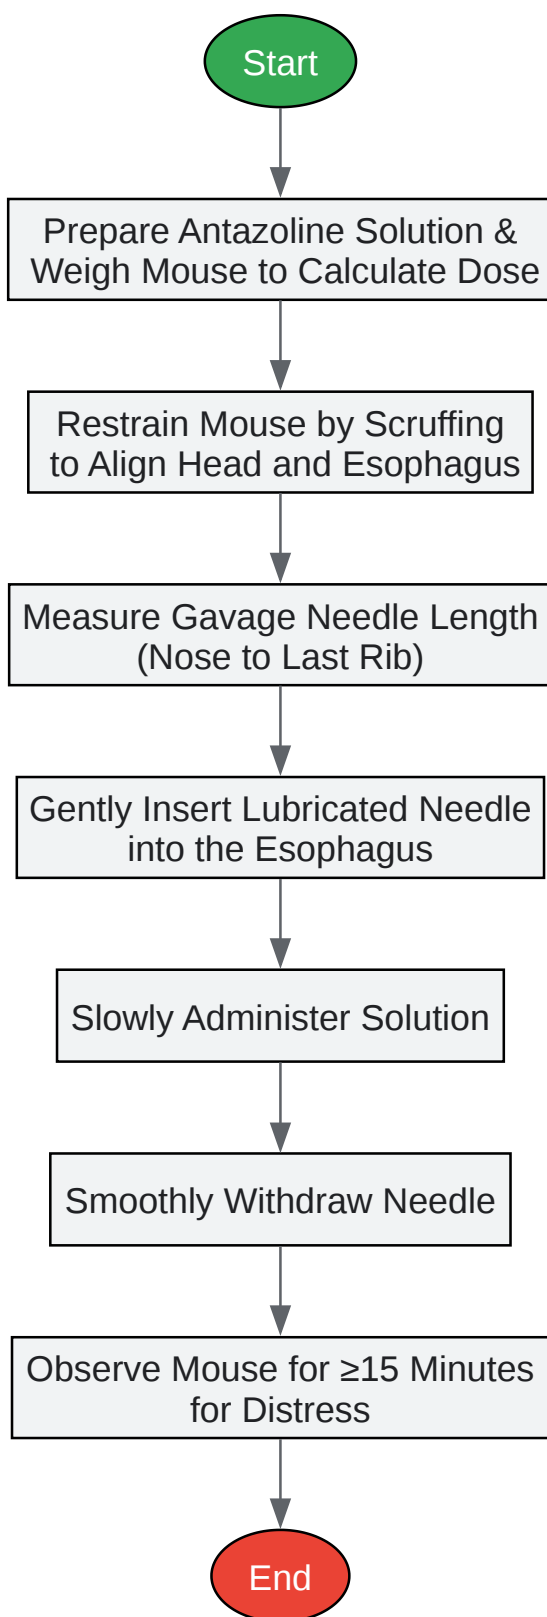 Start
Prepare Antazoline Solution &
Weigh Mouse to Calculate Dose
Restrain Mouse by Scruffing
to Align Head and Esophagus
Measure Gavage Needle Length
(Nose to Last Rib)
Gently Insert Lubricated Needle
into the Esophagus
Slowly Administer Solution
Smoothly Withdraw Needle
Observe Mouse for ≥15 Minutes
for Distress
End